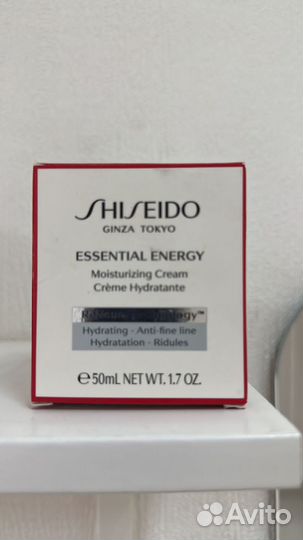 SHISEIDO
GINZA TOKYO
ESSENTIAL ENERGY
Moisturizing Cream
Crème Hydratante
Hydrating - Anti-fine line
Hydratation - Ridules
℮50mL NET WT. 1.7 OZ.
Avito